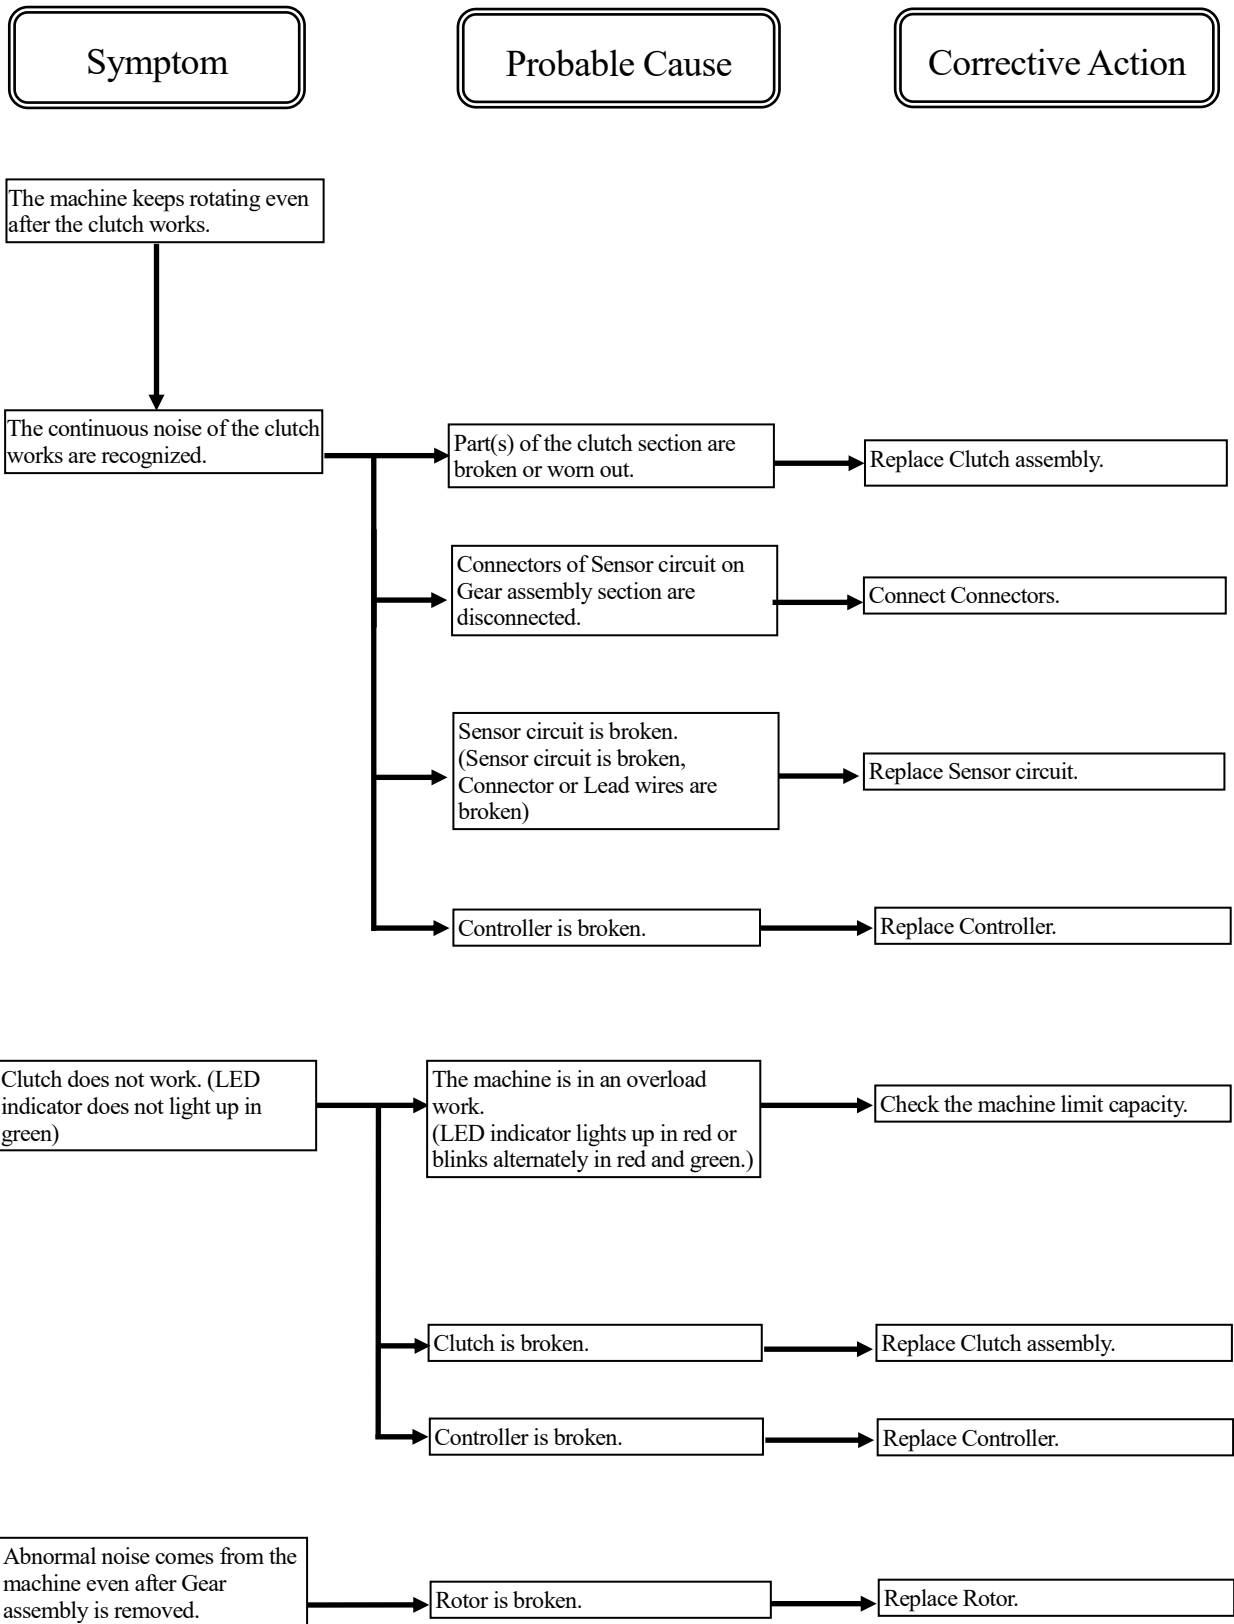 Symptom
Probable Cause
Corrective Action
The machine keeps rotating even
after the clutch works.
The continuous noise of the clutch
works are recognized.
Part(s) of the clutch section are
broken or worn out.
Replace Clutch assembly.
Connectors of Sensor circuit on
Gear assembly section are
disconnected.
Connect Connectors.
Sensor circuit is broken.
(Sensor circuit is broken,
Connector or Lead wires are
broken)
Replace Sensor circuit.
Controller is broken.
Replace Controller.
Clutch does not work. (LED
indicator does not light up in
green)
The machine is in an overload
work.
(LED indicator lights up in red or
blinks alternately in red and green.)
Check the machine limit capacity.
Clutch is broken.
Replace Clutch assembly.
Controller is broken.
Replace Controller.
Abnormal noise comes from the
machine even after Gear
assembly is removed.
Rotor is broken.
Replace Rotor.